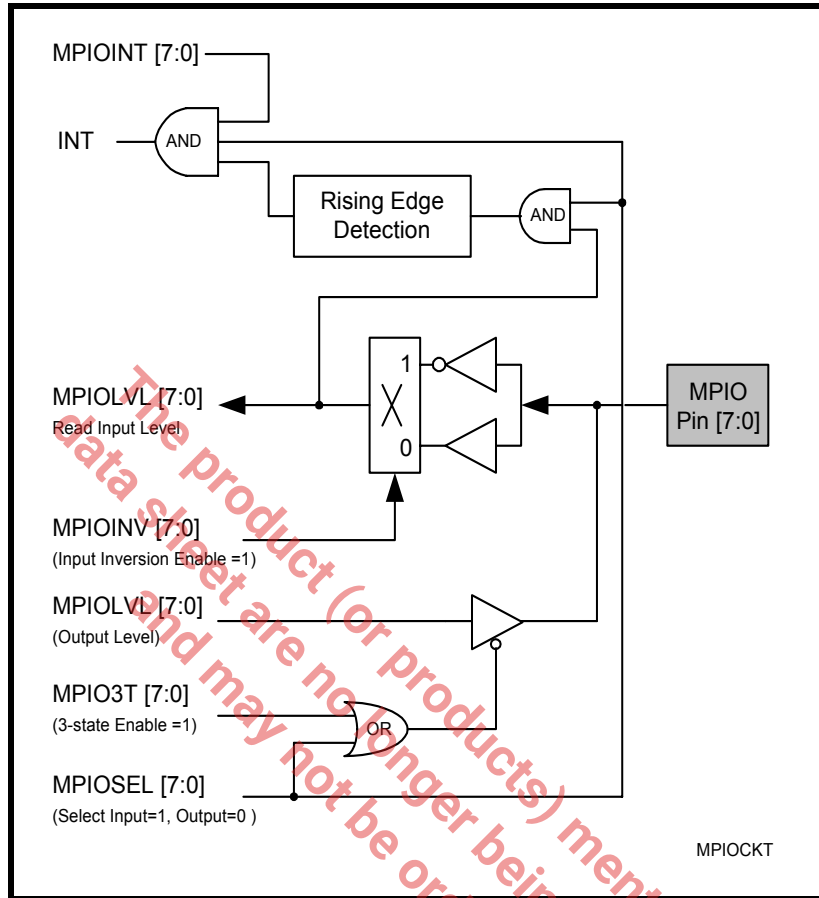 MPIOINT [7:0]
INT
AND
Rising Edge
Detection
AND
MPIOLVL [7:0]
Read Input Level
1
0
MPIO
Pin [7:0]
MPIOINV [7:0]
(Input Inversion Enable =1)
MPIOLVL [7:0]
(Output Level)
MPIO3T [7:0]
(3-state Enable =1)
OR
MPIOSEL [7:0]
(Select Input=1, Output=0 )
MPIOCKT
The product (or products) ment
data sheet are no longer bein
and may not be or